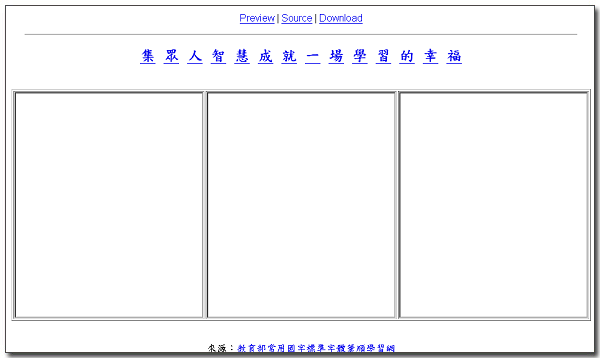 Preview | Source | Download
集 眾 人 智 慧 成 就 一 場 學 習 的 幸 福
來源：教育部常用國字標準字體筆順學習網